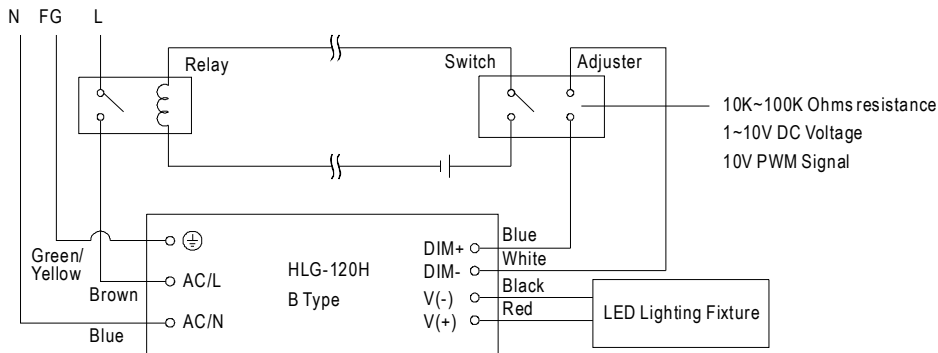 N FG L
Relay
Switch
Adjuster
10K~100K Ohms resistance
1~10V DC Voltage
10V PWM Signal
Green/
Yellow
Brown
Blue
AC/L
AC/N
HLG-120H
B Type
DIM+
DIM-
V(-)
V(+)
Blue
White
Black
Red
LED Lighting Fixture